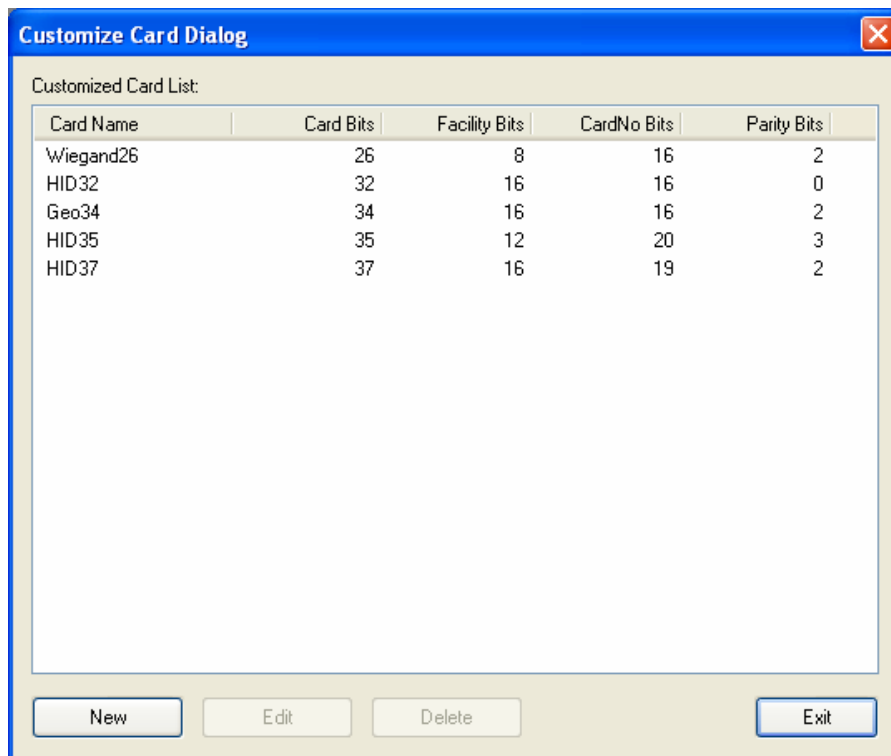 Customize Card Dialog
Customized Card List:
Card Name Card Bits Facility Bits CardNo Bits Parity Bits
Wiegand26 26 8 16 2
HID32 32 16 16 0
Geo34 34 16 16 2
HID35 35 12 20 3
HID37 37 16 19 2
New Edit Delete Exit